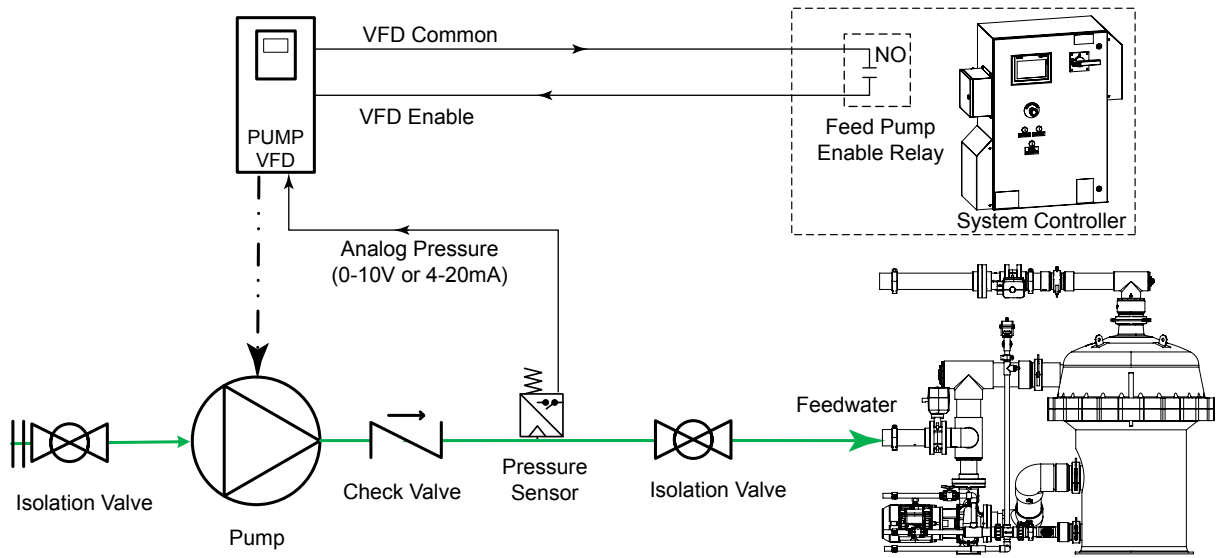 VFD Common
NO
VFD Enable
PUMP
VFD
Feed Pump
Enable Relay
System Controller
Analog Pressure
(0-10V or 4-20mA)
Feedwater
Isolation Valve
Pump
Check Valve
Pressure
Sensor
Isolation Valve